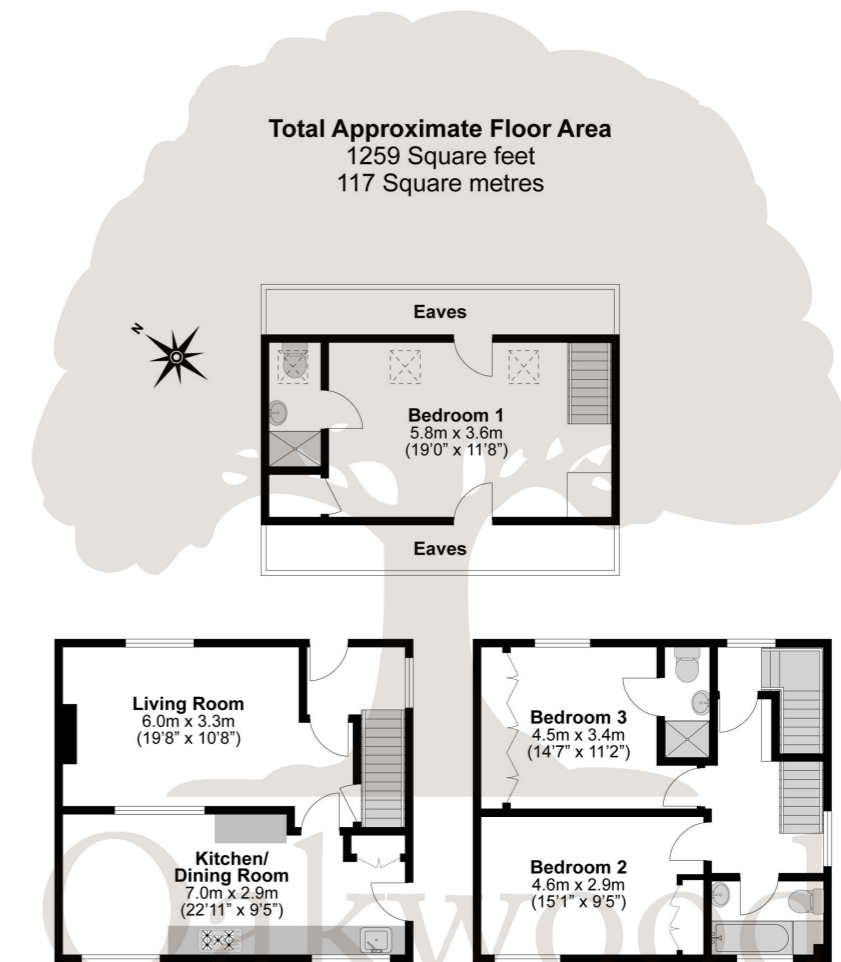 Total Approximate Floor Area
1259 Square feet
117 Square metres
Eaves
N
Bedroom 1
5.8m x 3.6m
(19'0” x 11'8”)
Eaves
Living Room
6.0m x 3.3m
(19'8” x 10'8”)
Bedroom 3
4.5m x 3.4m
(14'7” x 11'2”)
Kitchen/
Dining Room
7.0m x 2.9m
(22'11” x 9'5”)
Bedroom 2
4.6m x 2.9m
(15'1” x 9'5”)
Oakwood